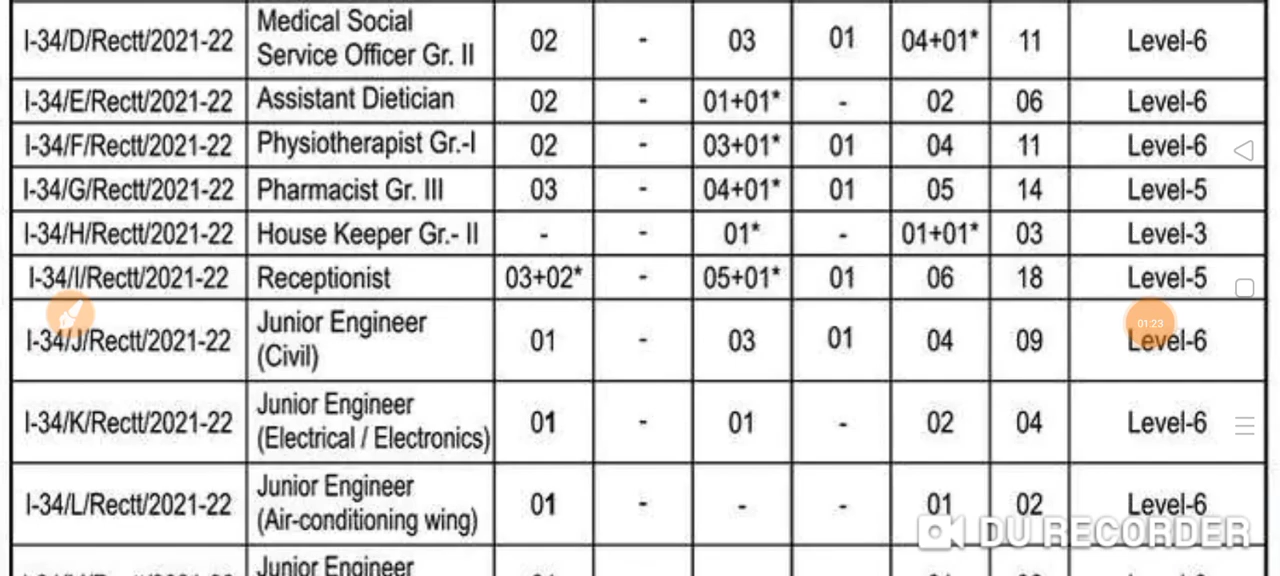 I-34/D/Rectt/2021-22 Medical Social Service Officer Gr. II 02 - 03 01 04+01* 11 Level-6
I-34/E/Rectt/2021-22 Assistant Dietician 02 - 01+01* - 02 06 Level-6
I-34/F/Rectt/2021-22 Physiotherapist Gr.-I 02 - 03+01* 01 04 11 Level-6
I-34/G/Rectt/2021-22 Pharmacist Gr. III 03 - 04+01* 01 05 14 Level-5
I-34/H/Rectt/2021-22 House Keeper Gr.- II - - 01* - 01+01* 03 Level-3
I-34/I/Rectt/2021-22 Receptionist 03+02* - 05+01* 01 06 18 Level-5
I-34/J/Rectt/2021-22 Junior Engineer (Civil) 01 - 03 01 04 09 Level-6
01:23
I-34/K/Rectt/2021-22 Junior Engineer (Electrical / Electronics) 01 - 01 - 02 04 Level-6
I-34/L/Rectt/2021-22 Junior Engineer (Air-conditioning wing) 01 - - - 01 02 Level-6
DU RECORDER
Junior Engineer